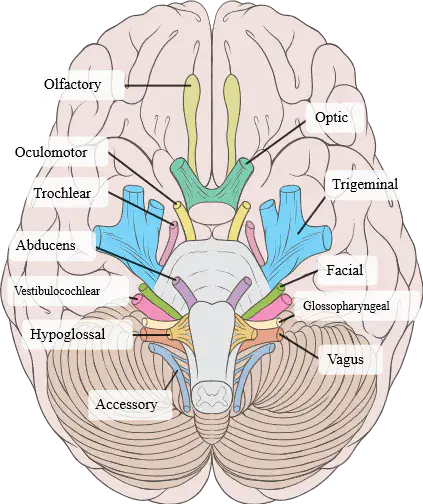 Olfactory
Optic
Oculomotor
Trochlear
Trigeminal
Abducens
Facial
Vestibulocochlear
Glossopharyngeal
Hypoglossal
Vagus
Accessory